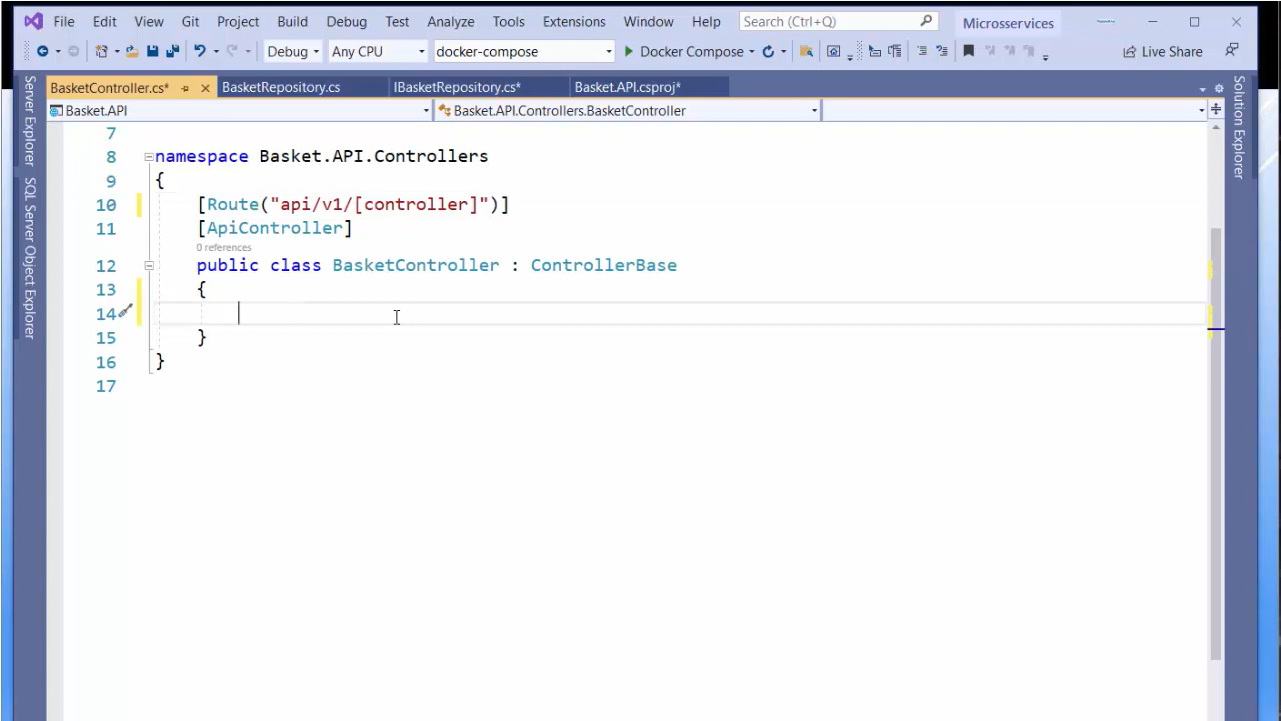 File Edit View Git Project Build Debug Test Analyze Tools Extensions Window Help Search (Ctrl+Q) Microsservices
Debug Any CPU docker-compose Docker Compose Live Share
BasketController.cs* BasketRepository.cs IBasketRepository.cs* Basket.API.csproj*
Basket.API Basket.API.Controllers.BasketController
Server Explorer
SQL Server Object Explorer
Solution Explorer
7
8 namespace Basket.API.Controllers
9 {
10 [Route("api/v1/[controller]")]
11 [ApiController]
0 references
12 public class BasketController : ControllerBase
13 {
14
15 }
16 }
17